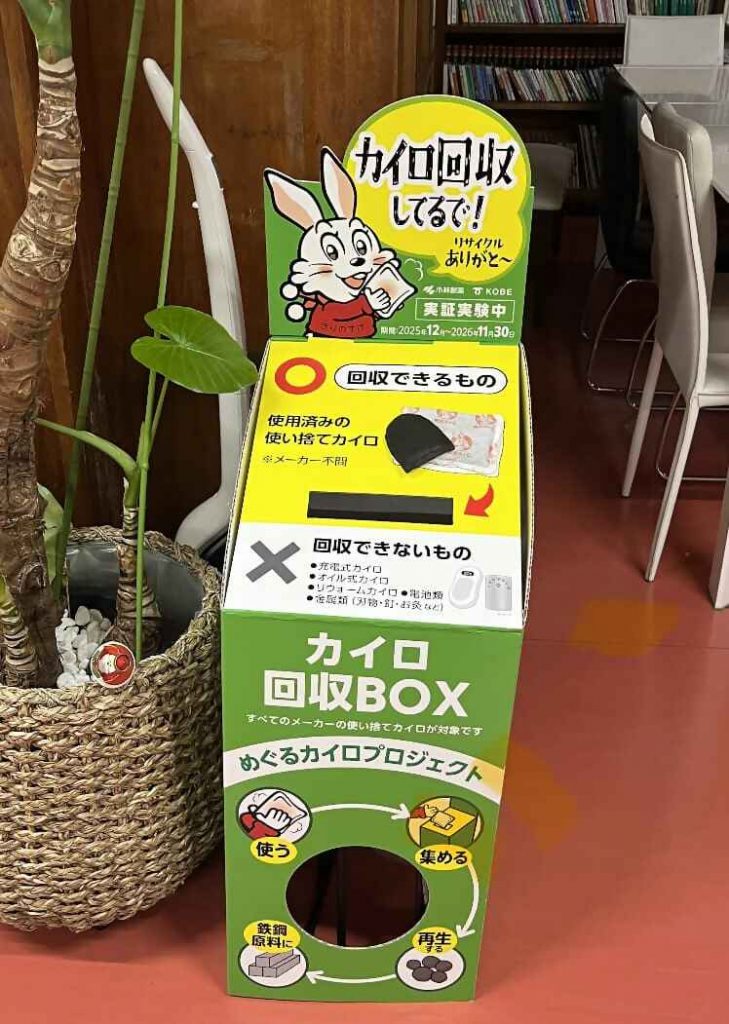 カイロ回収
してるで!
リサイクル
ありがと〜
小林製薬 KOBE
実証実験中
期間:2025年12月〜2026年11月30日
回収できるもの
使用済みの
使い捨てカイロ
※メーカー不問
回収できないもの
●充電式カイロ
●オイル式カイロ
●リウォームカイロ ●電池類
●金属類(刃物・釘・お灸など)
カイロ
回収BOX
すべてのメーカーの使い捨てカイロが対象です
めぐるカイロプロジェクト
使う
集める
再生
する
鉄鋼
原料に